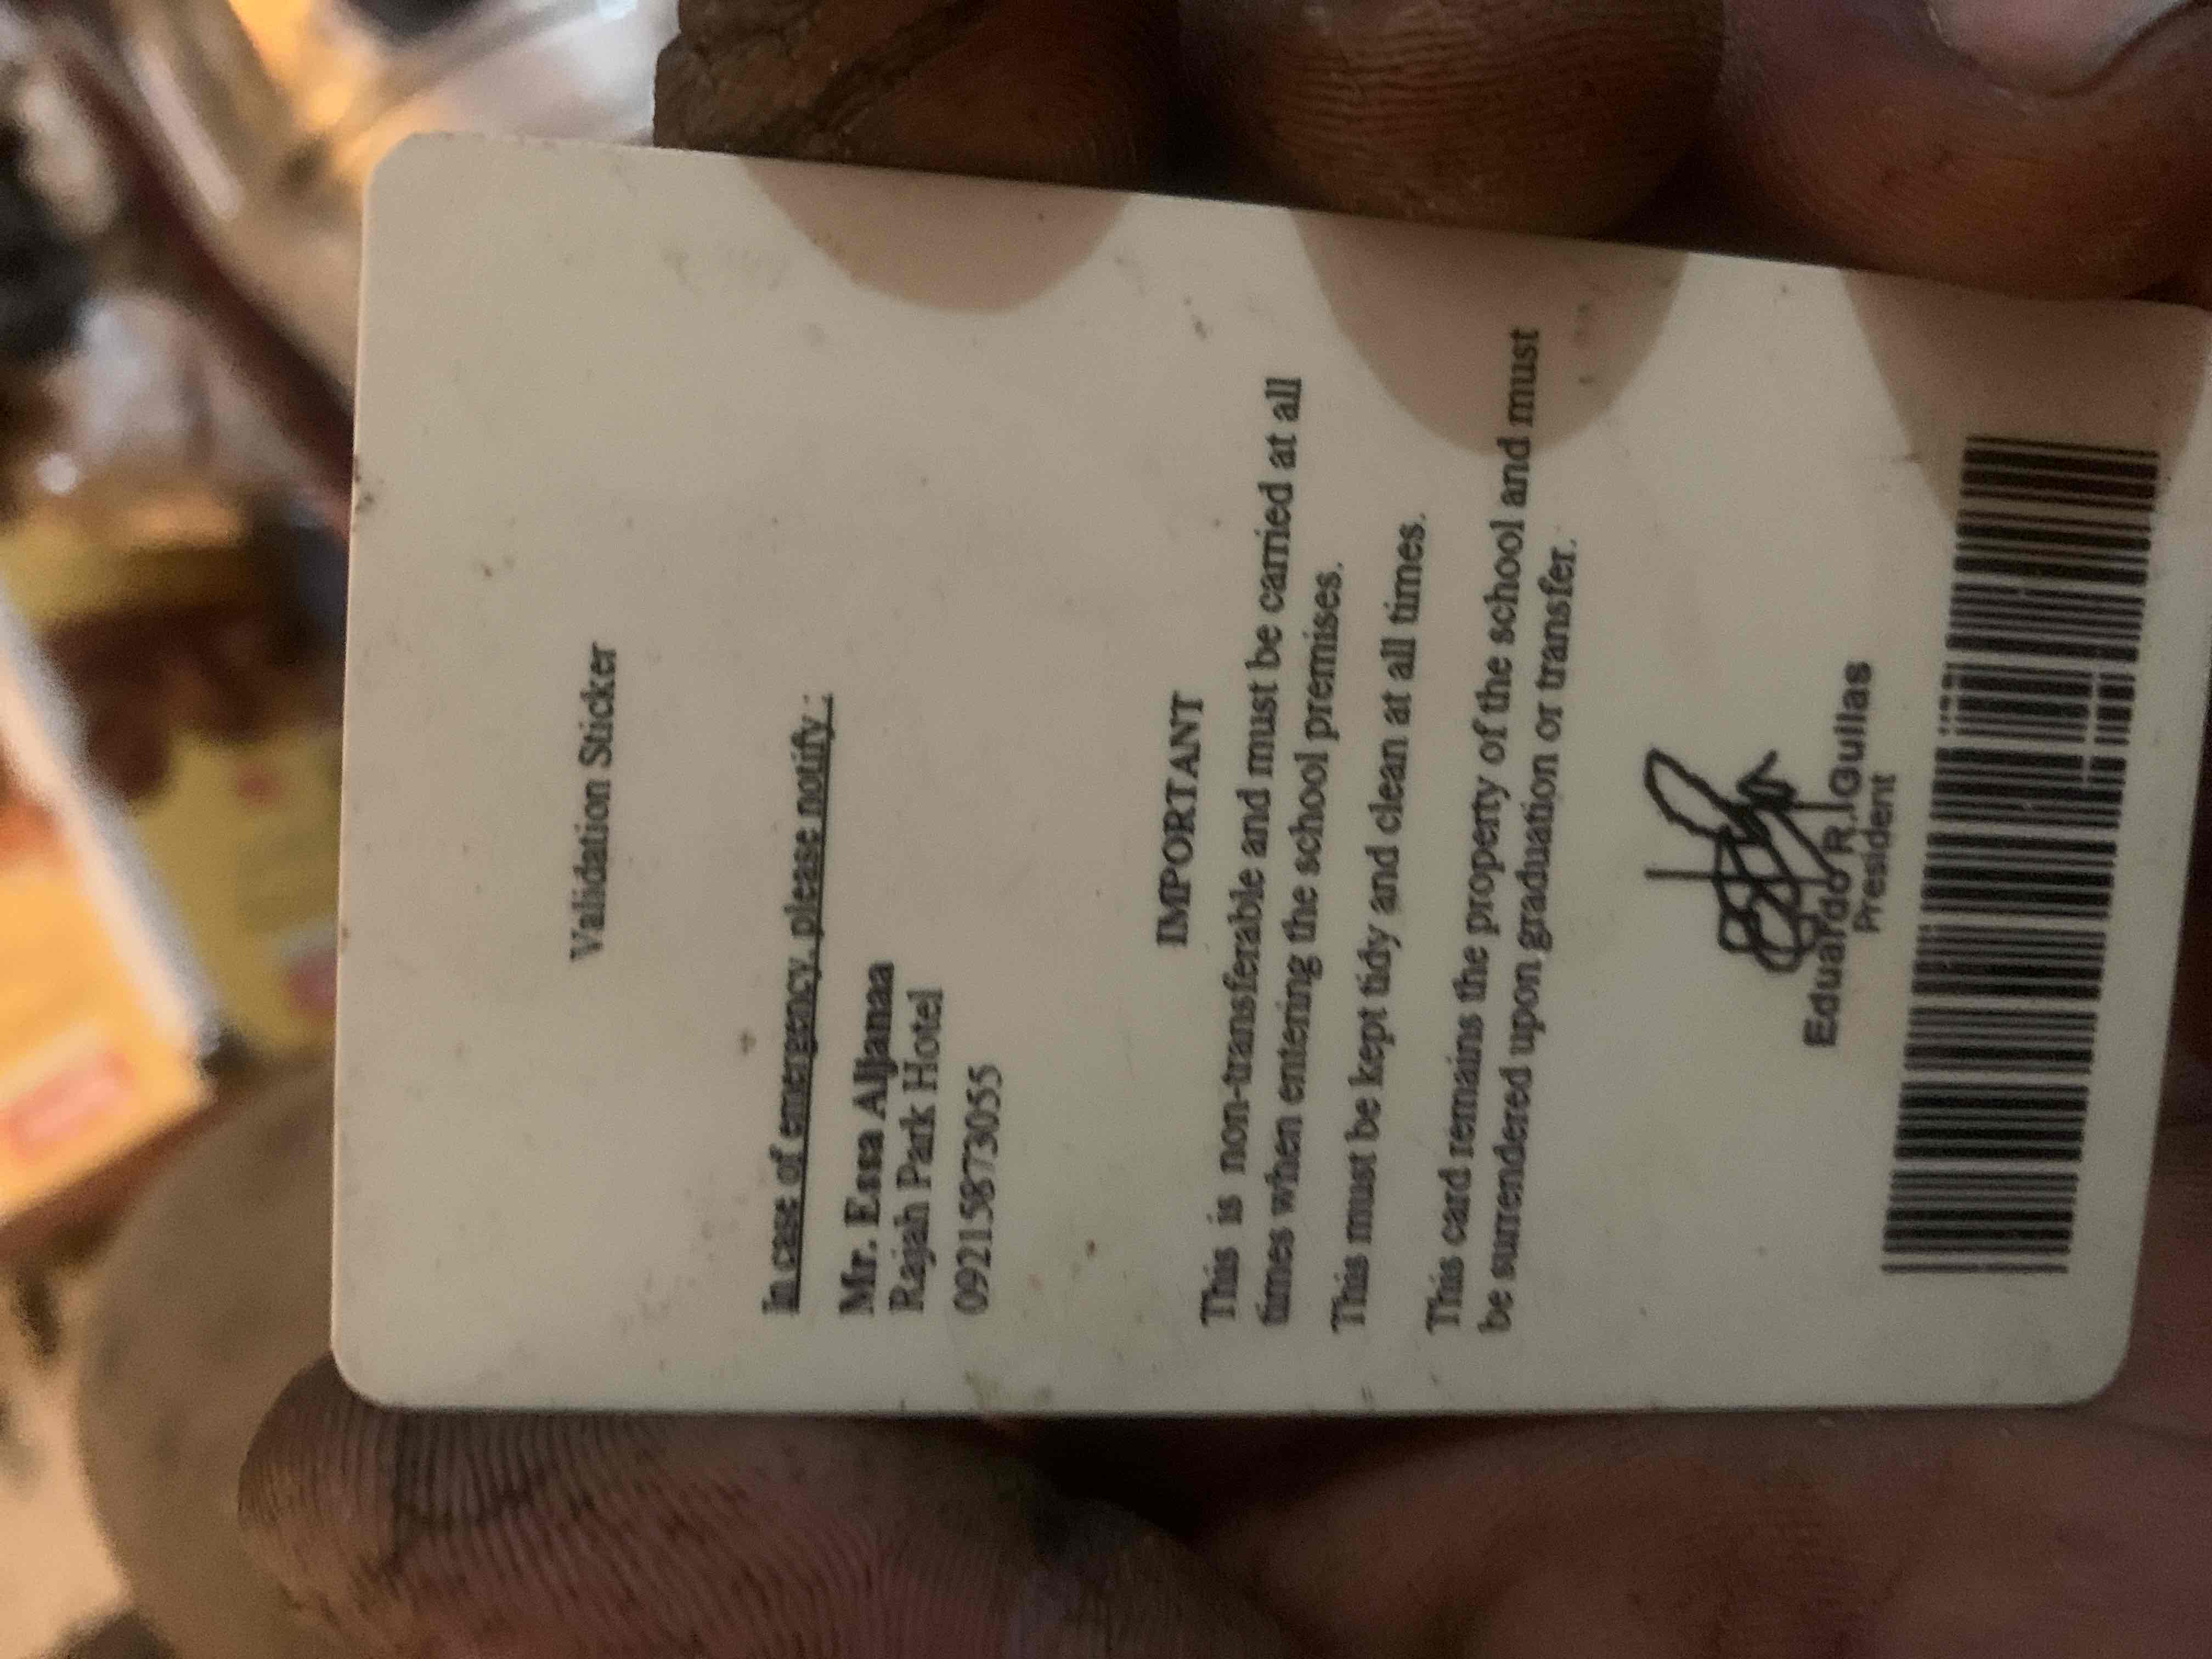 Validation Sticker
In case of emergency, please notify :
Mr. Essa Aljanaa
Rajah Park Hotel
09215873055
IMPORTANT
This is non-transferable and must be carried at all
times when entering the school premises.
This must be kept tidy and clean at all times.
This card remains the property of the school and must
be surrendered upon graduation or transfer.
Eduardo R. Gullas
President